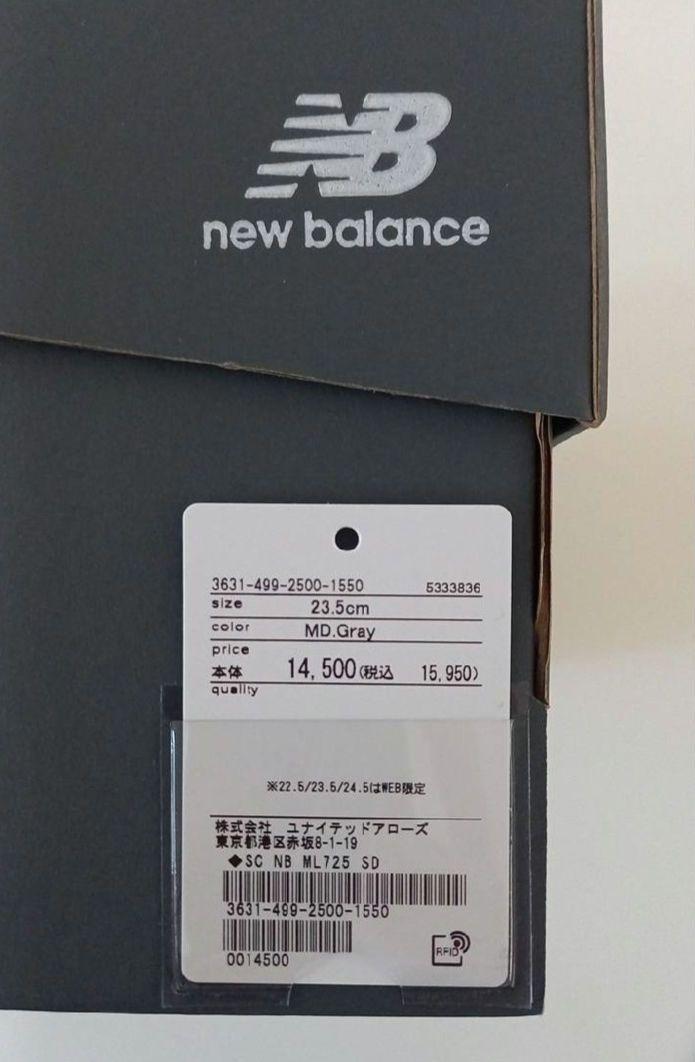 NB
new balance
3631-499-2500-1550 5333836
size 23.5cm
color MD.Gray
price
本体 14,500(税込 15,950)
quality
※22.5/23.5/24.5はWEB限定
株式会社 ユナイテッドアローズ
東京都港区赤坂8-1-19
◆SC NB ML725 SD
3631-499-2500-1550
0014500
RFID